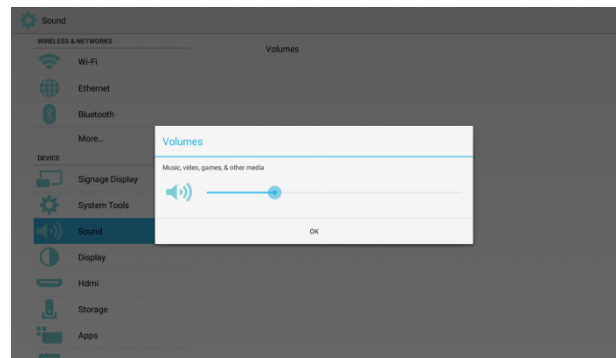 Sound
WIRELESS & NETWORKS
Wi-Fi
Ethernet
Bluetooth
More...
DEVICE
Signage Display
System Tools
Sound
Display
Hdmi
Storage
Apps
Volumes
Volumes
Music, video, games, & other media
OK